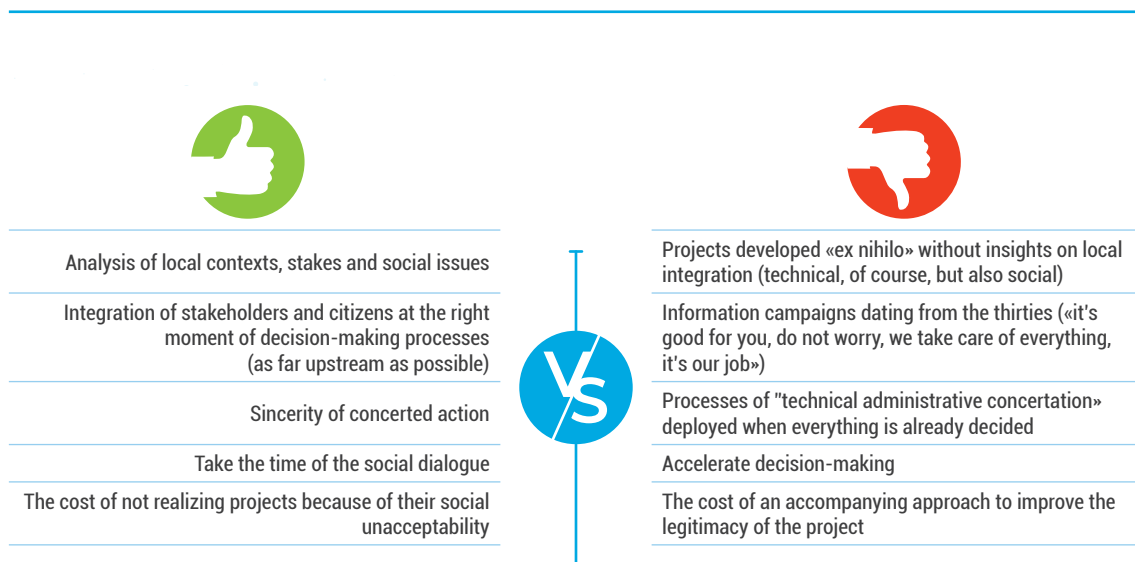 Analysis of local contexts, stakes and social issues
Integration of stakeholders and citizens at the right
moment of decision-making processes
(as far upstream as possible)
Sincerity of concerted action
Take the time of the social dialogue
The cost of not realizing projects because of their social
unacceptability
VS
Projects developed «ex nihilo» without insights on local
integration (technical, of course, but also social)
Information campaigns dating from the thirties («it's
good for you, do not worry, we take care of everything,
it's our job»)
Processes of "technical administrative concertation»
deployed when everything is already decided
Accelerate decision-making
The cost of an accompanying approach to improve the
legitimacy of the project